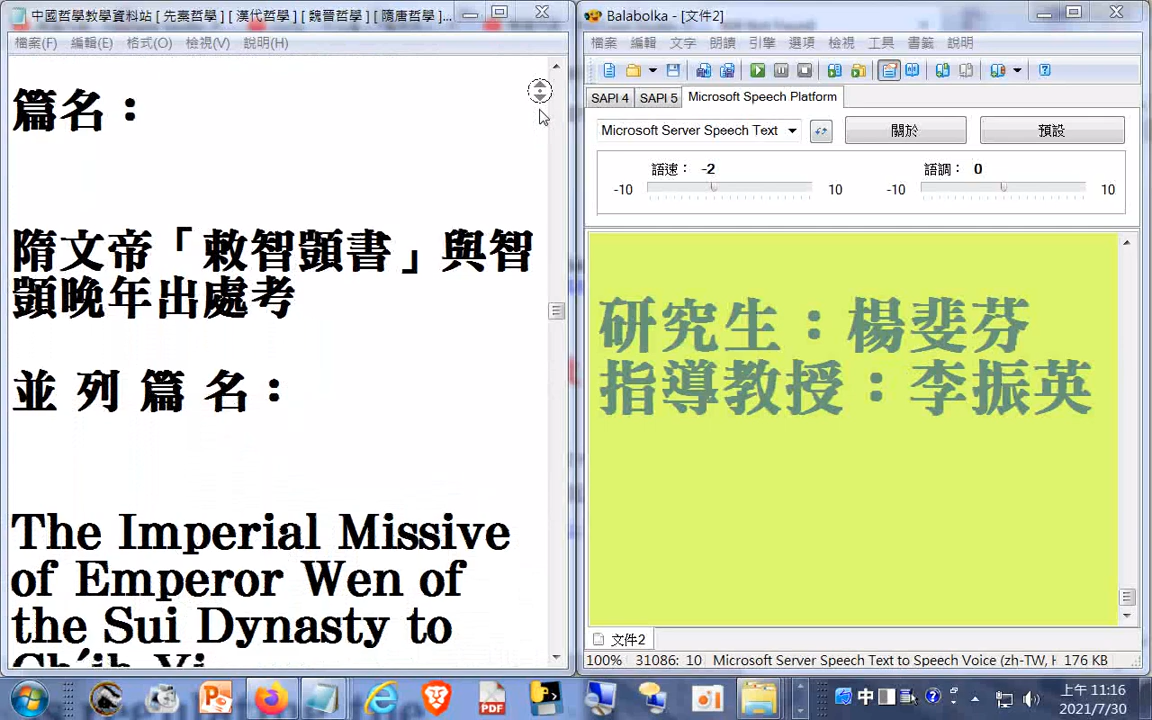 中國哲學教學資料站 [ 先秦哲學 ] [ 漢代哲學 ] [ 魏晉哲學 ] [ 隋唐哲學 ]...
檔案(F) 編輯(E) 格式(O) 檢視(V) 說明(H)
篇名：
隋文帝「敕智顗書」與智
顗晚年出處考
並 列 篇 名：
The Imperial Missive
of Emperor Wen of
the Sui Dynasty to
Ch'ih Yi
Balabolka - [文件2]
檔案 編輯 文字 朗讀 引擎 選項 檢視 工具 書籤 說明
SAPI 4 SAPI 5 Microsoft Speech Platform
Microsoft Server Speech Text 關於 預設
語速： -2 語調： 0
-10 10 -10 10
研究生：楊斐芬
指導教授：李振英
文件2
100% 31086: 10 Microsoft Server Speech Text to Speech Voice (zh-TW, H 176 KB
中
上午 11:16
2021/7/30